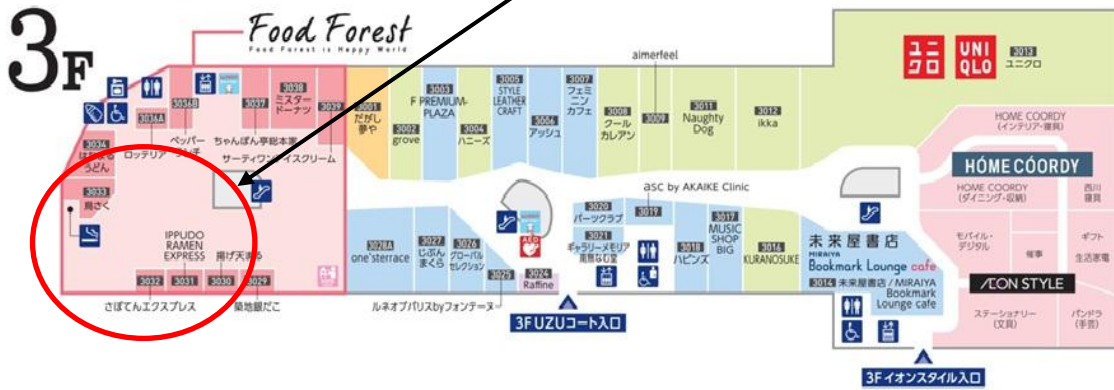 3F
Food Forest
Food Forest is Happy World
3036A
ロッテリア
3036B
ペッパー
ランチ
3037
ちゃんぽん亭総本家
3038
ミスター
ドーナツ
3039
サーティワンアイスクリーム
3034
はなまる
うどん
3033
鳥さく
3032
さぼてんエクスプレス
3031
IPPUDO
RAMEN
EXPRESS
3030
揚げ天まる
3029
築地銀だこ
3001
だがし
夢や
3002
grove
3003
F PREMIUM-
PLAZA
3004
ハニーズ
3005
STYLE
LEATHER
CRAFT
3006
アッシュ
3007
フェミ
ニン
カフェ
3008
クール
カレアン
3009
aimerfeel
3011
Naughty
Dog
3012
ikka
ユニ
クロ
UNI
QLO
3013
ユニクロ
3028A
one'sterrace
3027
じぶん
まくら
3026
グローバル
セレクション
3025
ルネオブパリスbyフォンテーヌ
3024
Raffine
AED
3020
パーツクラブ
3021
ギャラリーメモリア
南無なむ堂
3019
asc by AKAIKE Clinic
3018
ハピンズ
3017
MUSIC
SHOP
BIG
3016
KURANOSUKE
未来屋書店
MIRAIYA
Bookmark Lounge cafe
3014 未来屋書店/MIRAIYA
Bookmark
Lounge cafe
HOME COORDY
(インテリア・寝具)
HÓME CÓORDY
HOME COORDY
(ダイニング・収納)
西川
寝具
モバイル・
デジタル
催事
ギフト
生活家電
ÆON STYLE
ステーショナリー
(文具)
パンドラ
(手芸)
3F UZUコート入口
3F イオンスタイル入口